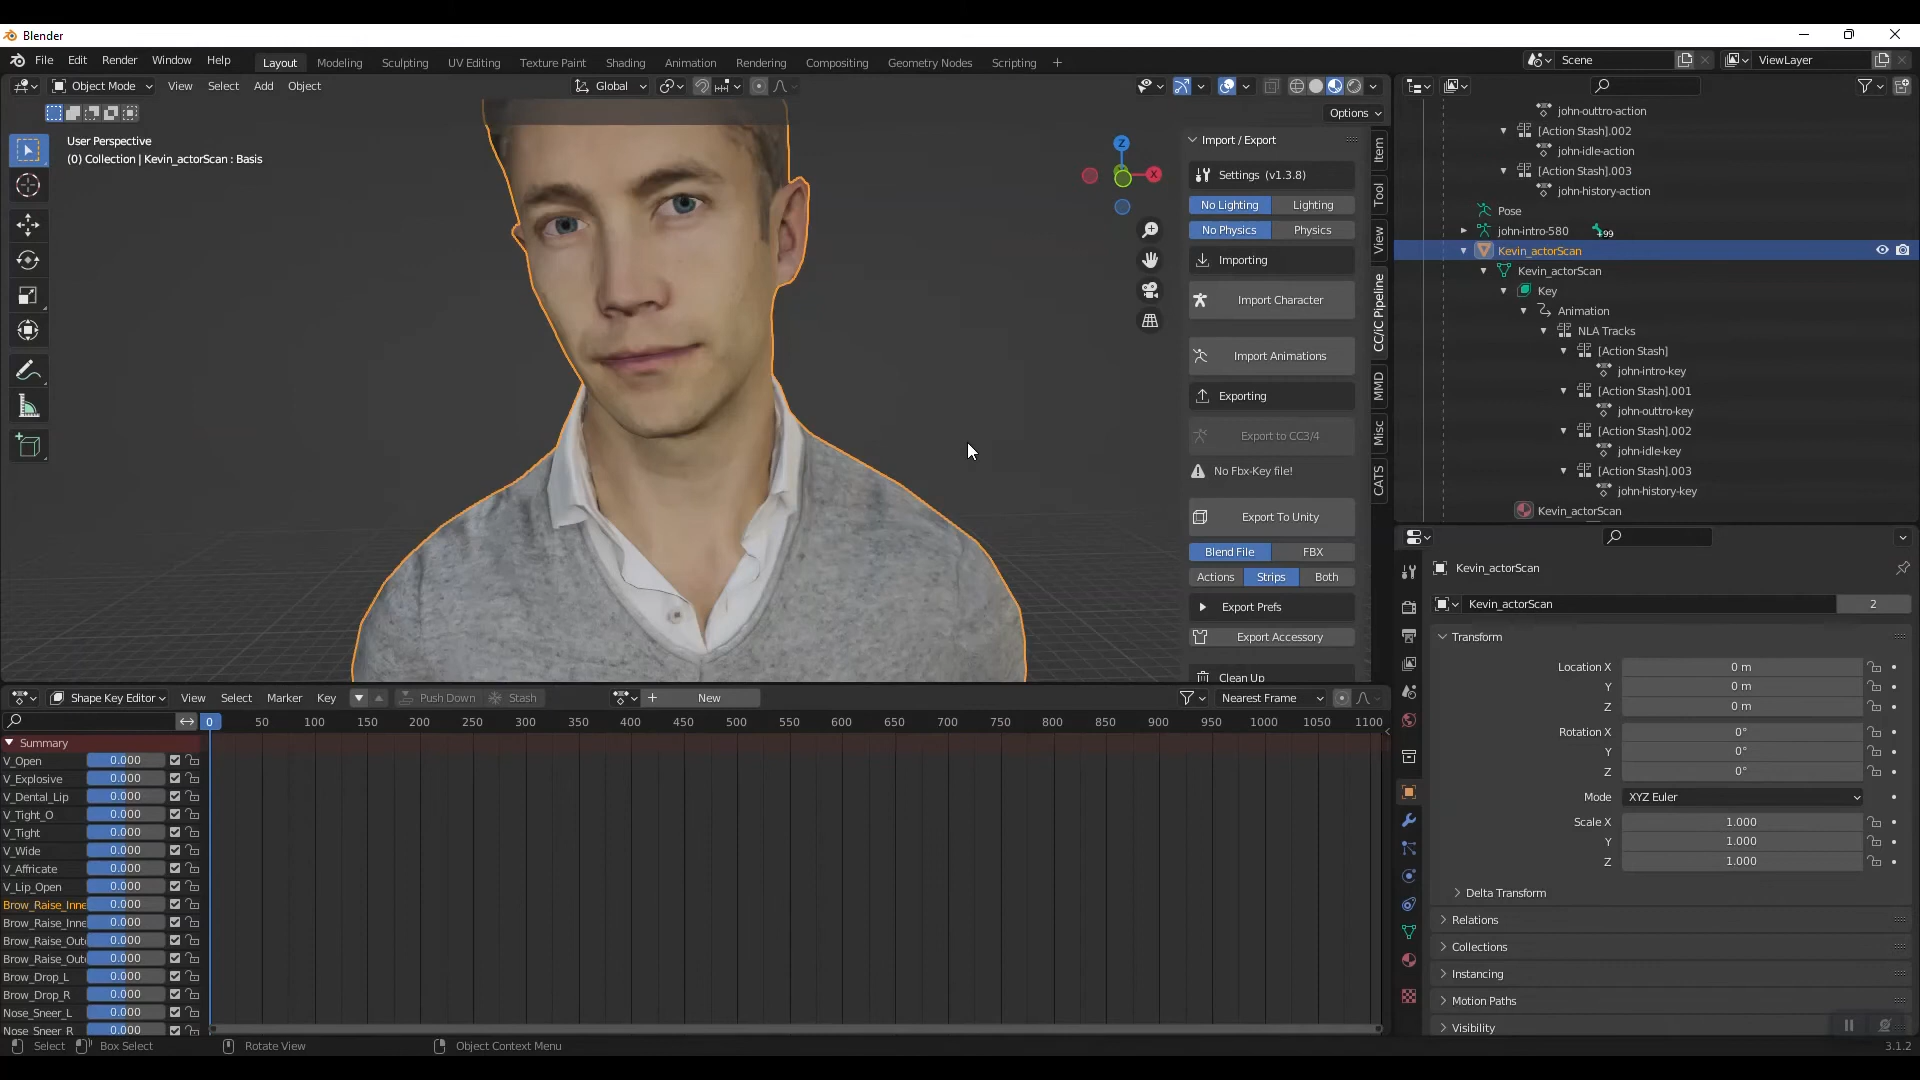 Blender
File Edit Render Window Help Layout Modeling Sculpting UV Editing Texture Paint Shading Animation Rendering Compositing Geometry Nodes Scripting + Scene ViewLayer
Object Mode View Select Add Object Global
Options
User Perspective
(0) Collection | Kevin_actorScan : Basis
Z
X
Import / Export
Settings (v1.3.8)
No Lighting Lighting
No Physics Physics
Importing
Import Character
Import Animations
Exporting
Export to CC3/4
No Fbx-Key file!
Export To Unity
Blend File FBX
Actions Strips Both
Export Prefs
Export Accessory
Clean Up
Item
Tool
View
CC/iC Pipeline
MMD
Misc
CATS
john-outtro-action
[Action Stash].002
john-idle-action
[Action Stash].003
john-history-action
Pose
john-intro-580 +99
Kevin_actorScan
Kevin_actorScan
Key
Animation
NLA Tracks
[Action Stash]
john-intro-key
[Action Stash].001
john-outtro-key
[Action Stash].002
john-idle-key
[Action Stash].003
john-history-key
Kevin_actorScan
Kevin_actorScan
Kevin_actorScan 2
Transform
Location X 0 m
Y 0 m
Z 0 m
Rotation X 0°
Y 0°
Z 0°
Mode XYZ Euler
Scale X 1.000
Y 1.000
Z 1.000
Delta Transform
Relations
Collections
Instancing
Motion Paths
Visibility
Shape Key Editor View Select Marker Key Push Down Stash + New Nearest Frame
0 50 100 150 200 250 300 350 400 450 500 550 600 650 700 750 800 850 900 950 1000 1050 1100
Summary
V_Open 0.000
V_Explosive 0.000
V_Dental_Lip 0.000
V_Tight_O 0.000
V_Tight 0.000
V_Wide 0.000
V_Affricate 0.000
V_Lip_Open 0.000
Brow_Raise_Inne 0.000
Brow_Raise_Inne 0.000
Brow_Raise_Oute 0.000
Brow_Raise_Oute 0.000
Brow_Drop_L 0.000
Brow_Drop_R 0.000
Nose_Sneer_L 0.000
Nose_Sneer_R 0.000
Select Box Select Rotate View Object Context Menu 3.1.2